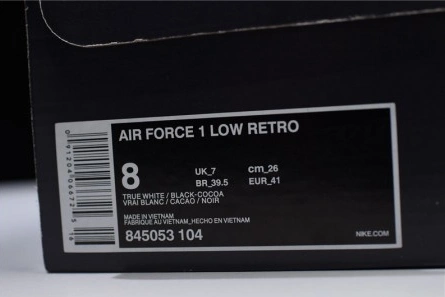 AIR FORCE 1 LOW RETRO
8
UK_7 cm_26
BR_39.5 EUR_41
TRUE WHITE / BLACK-COCOA
VRAI BLANC / CACAO / NOIR
MADE IN VIETNAM
FABRIQUÉ AU VIETNAM_HECHO EN VIETNAM
845053 104
NIKE.COM